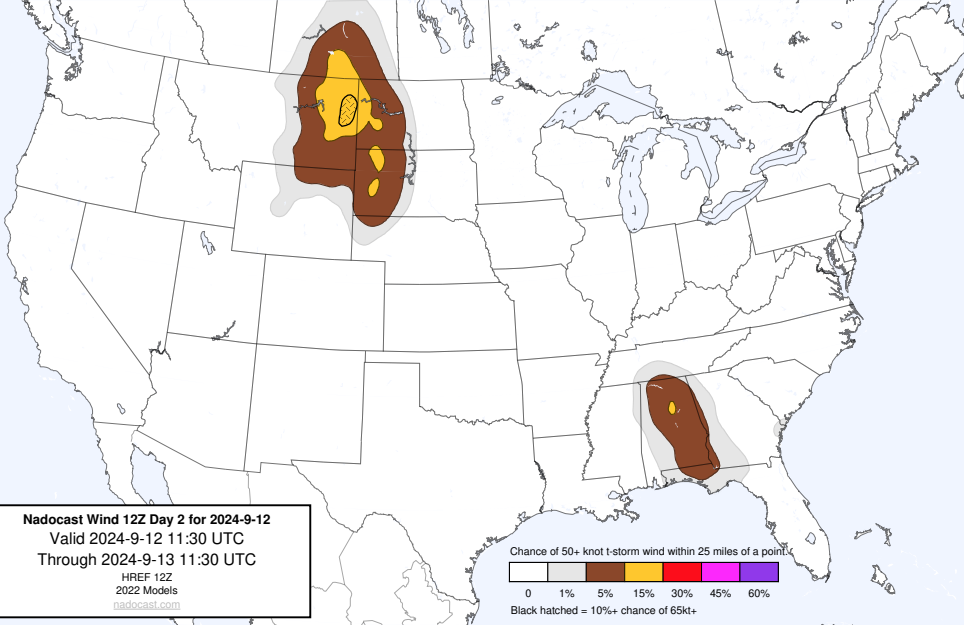 Nadocast Wind 12Z Day 2 for 2024-9-12
Valid 2024-9-12 11:30 UTC
Through 2024-9-13 11:30 UTC
HREF 12Z
2022 Models
nadocast.com
Chance of 50+ knot t-storm wind within 25 miles of a point.
0 1% 5% 15% 30% 45% 60%
Black hatched = 10%+ chance of 65kt+